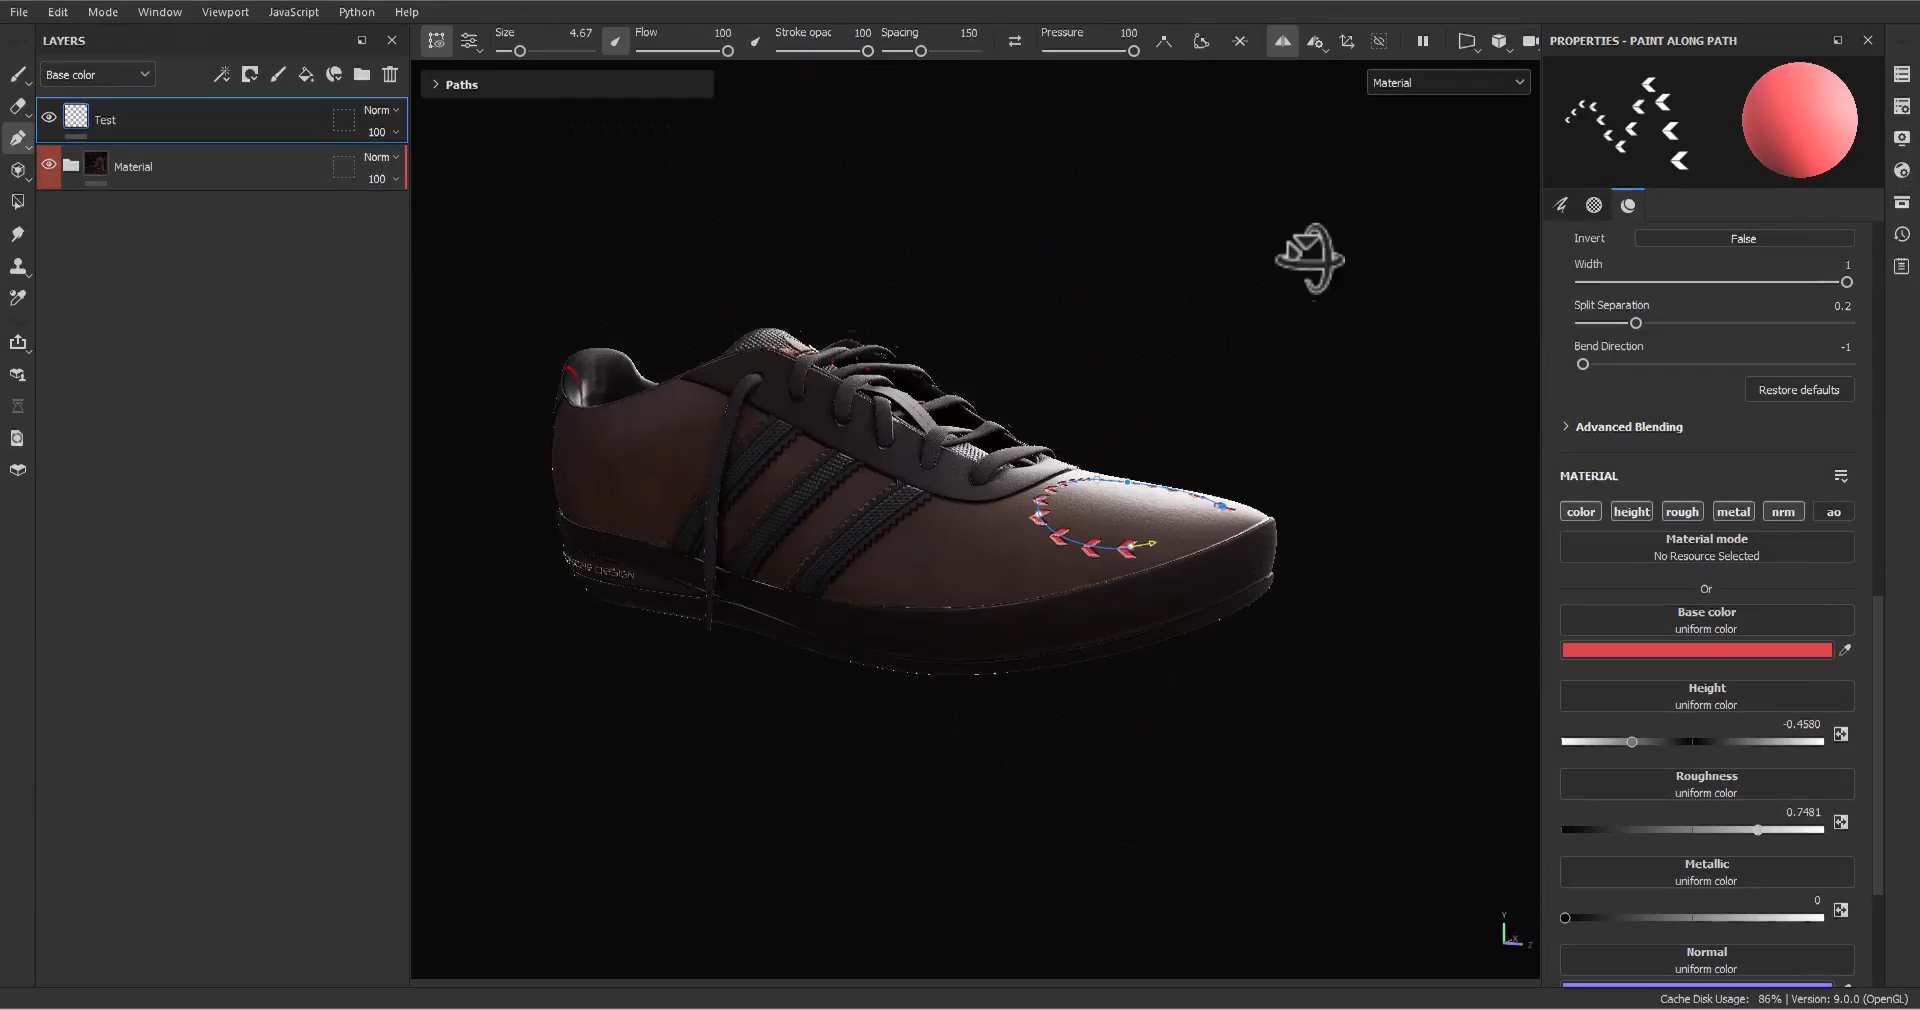 File Edit Mode Window Viewport JavaScript Python Help
LAYERS
Base color
Test
Norm
100
Material
Norm
100
Size 4.67
Flow 100
Stroke opac 100
Spacing 150
Pressure 100
Paths
Material
DESIGN
Y
X
Z
PROPERTIES - PAINT ALONG PATH
Invert False
Width 1
Split Separation 0.2
Bend Direction -1
Restore defaults
Advanced Blending
MATERIAL
color height rough metal nrm ao
Material mode
No Resource Selected
Or
Base color
uniform color
Height
uniform color
-0.4580
Roughness
uniform color
0.7481
Metallic
uniform color
0
Normal
uniform color
Cache Disk Usage: 86% | Version: 9.0.0 (OpenGL)